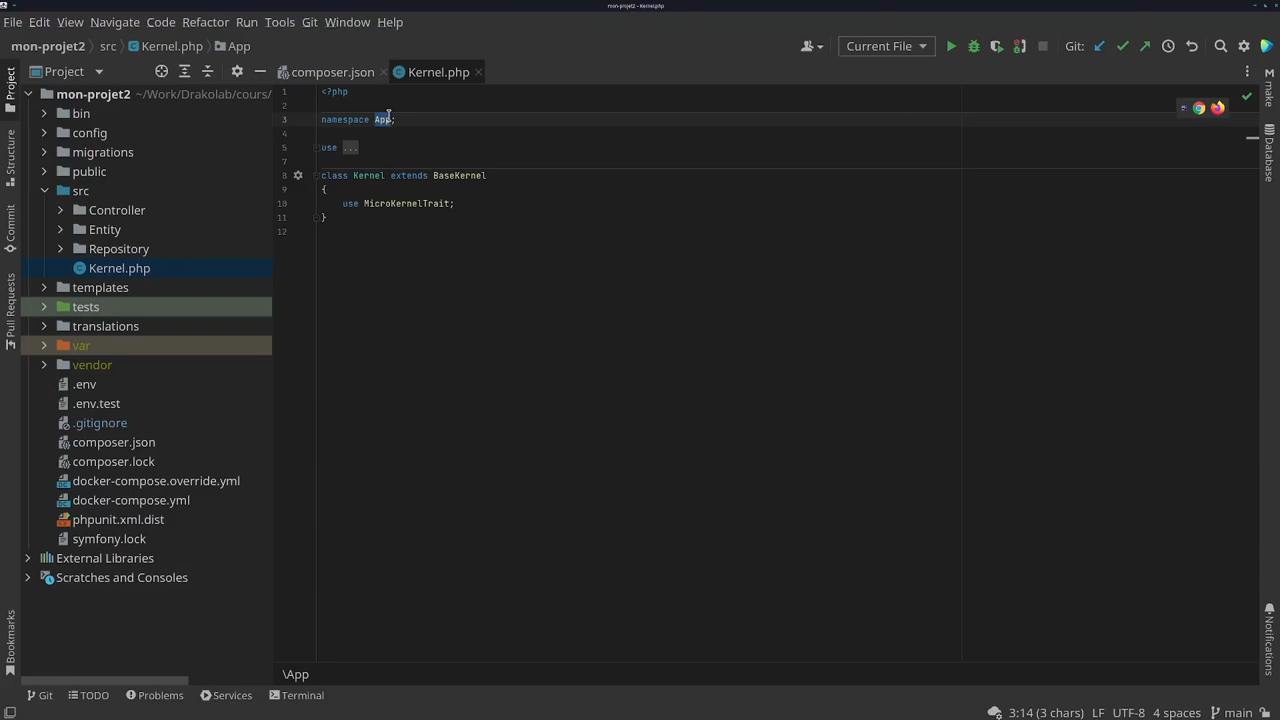 mon-projet2 – Kernel.php
File Edit View Navigate Code Refactor Run Tools Git Window Help
mon-projet2 src Kernel.php App
Current File
Git:
Project
composer.json
Kernel.php
mon-projet2 ~/Work/Drakolab/cours/
bin
config
migrations
public
src
Controller
Entity
Repository
Kernel.php
templates
tests
translations
var
vendor
.env
.env.test
.gitignore
composer.json
composer.lock
docker-compose.override.yml
docker-compose.yml
phpunit.xml.dist
symfony.lock
External Libraries
Scratches and Consoles
1 <?php
2
3 namespace App;
4
5 use ...
7
8 class Kernel extends BaseKernel
9 {
10 use MicroKernelTrait;
11 }
12
\App
Project
Structure
Commit
Pull Requests
Bookmarks
make
Database
Notifications
Git TODO Problems Services Terminal
3:14 (3 chars) LF UTF-8 4 spaces main